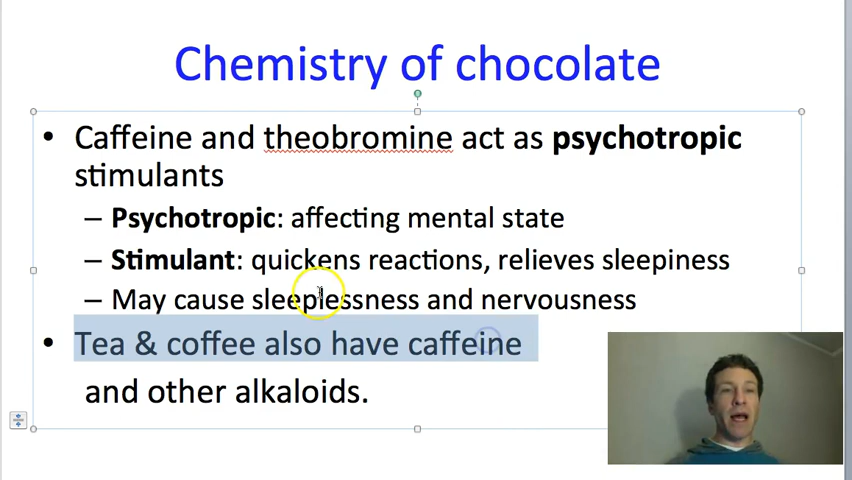 Chemistry of chocolate
• Caffeine and theobromine act as psychotropic
stimulants
– Psychotropic: affecting mental state
– Stimulant: quickens reactions, relieves sleepiness
– May cause sleeplessness and nervousness
• Tea & coffee also have caffeine
and other alkaloids.